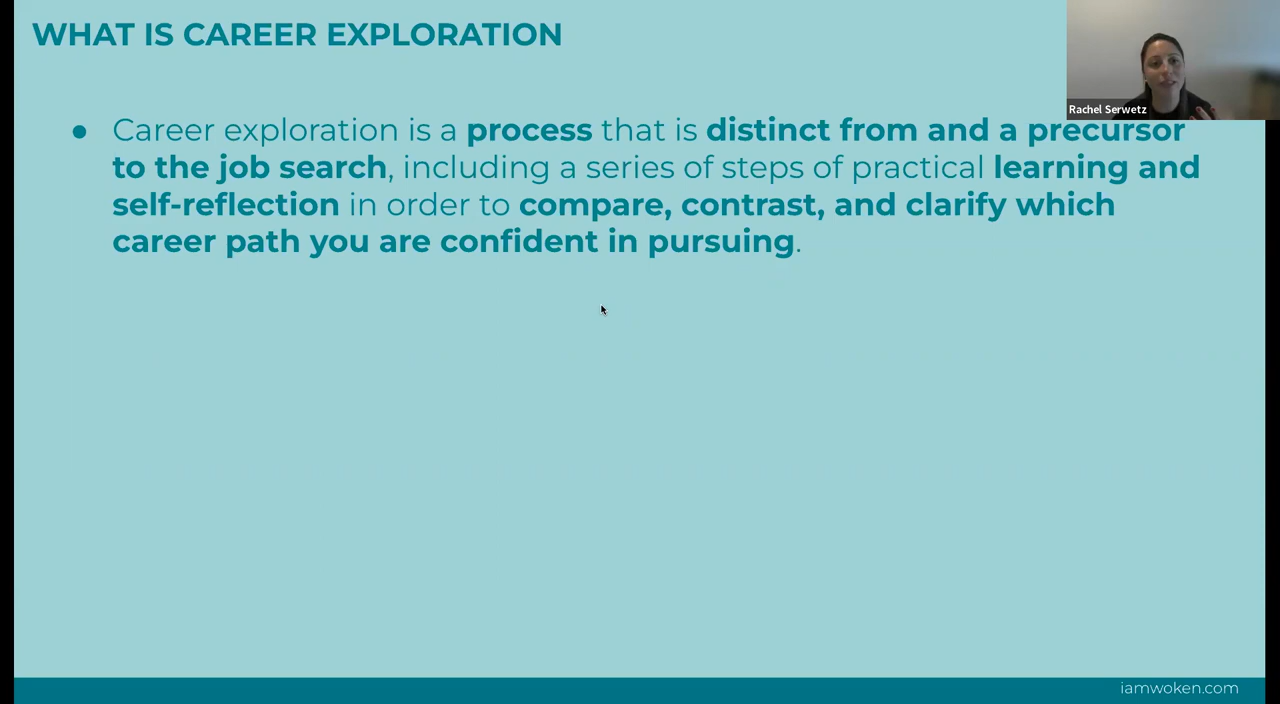 WHAT IS CAREER EXPLORATION
Rachel Serwetz
● Career exploration is a process that is distinct from and a precursor
to the job search, including a series of steps of practical learning and
self-reflection in order to compare, contrast, and clarify which
career path you are confident in pursuing.
iamwoken.com